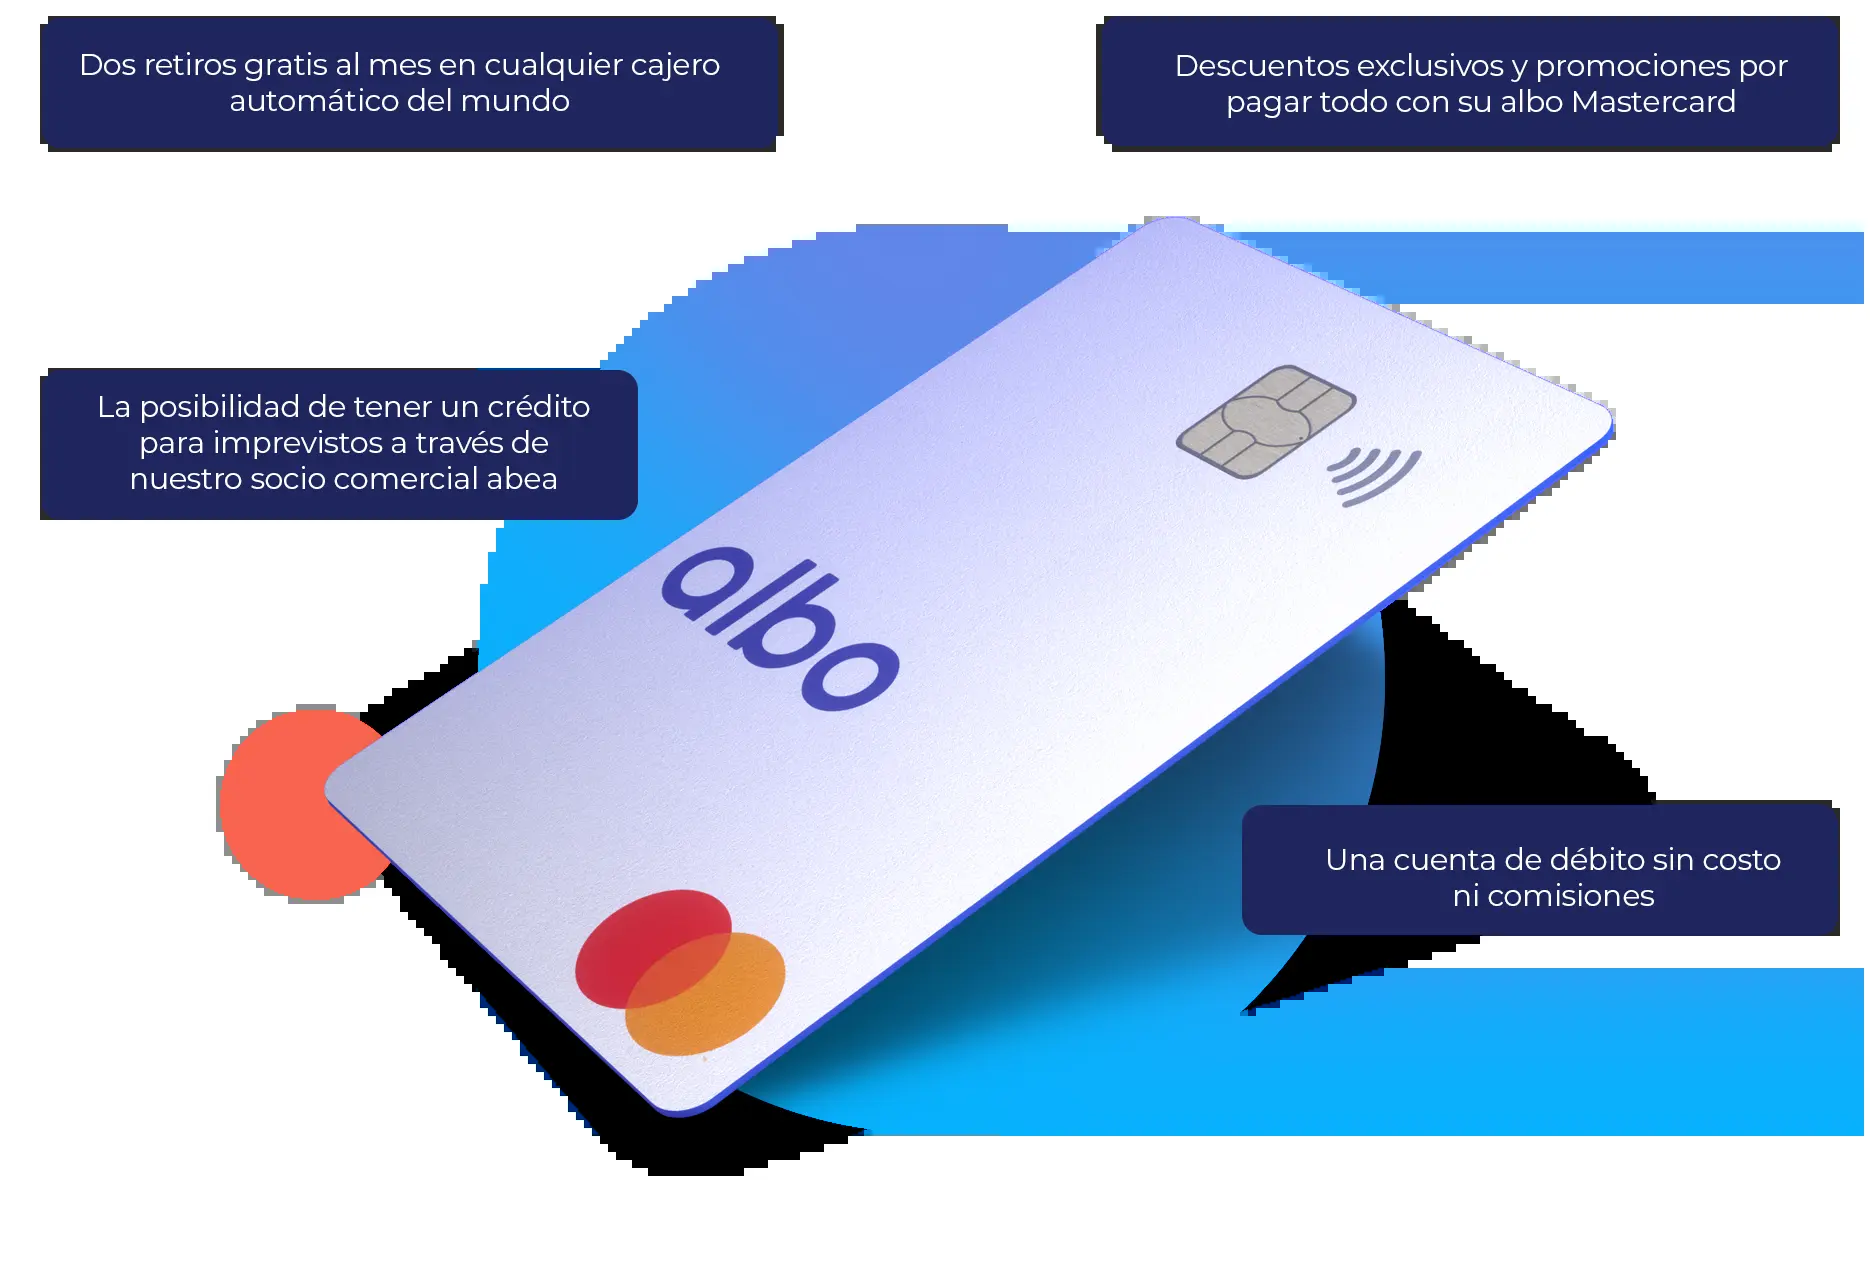 Dos retiros gratis al mes en cualquier cajero
automático del mundo
Descuentos exclusivos y promociones por
pagar todo con su albo Mastercard
La posibilidad de tener un crédito
para imprevistos a través de
nuestro socio comercial abea
albo
Una cuenta de débito sin costo
ni comisiones